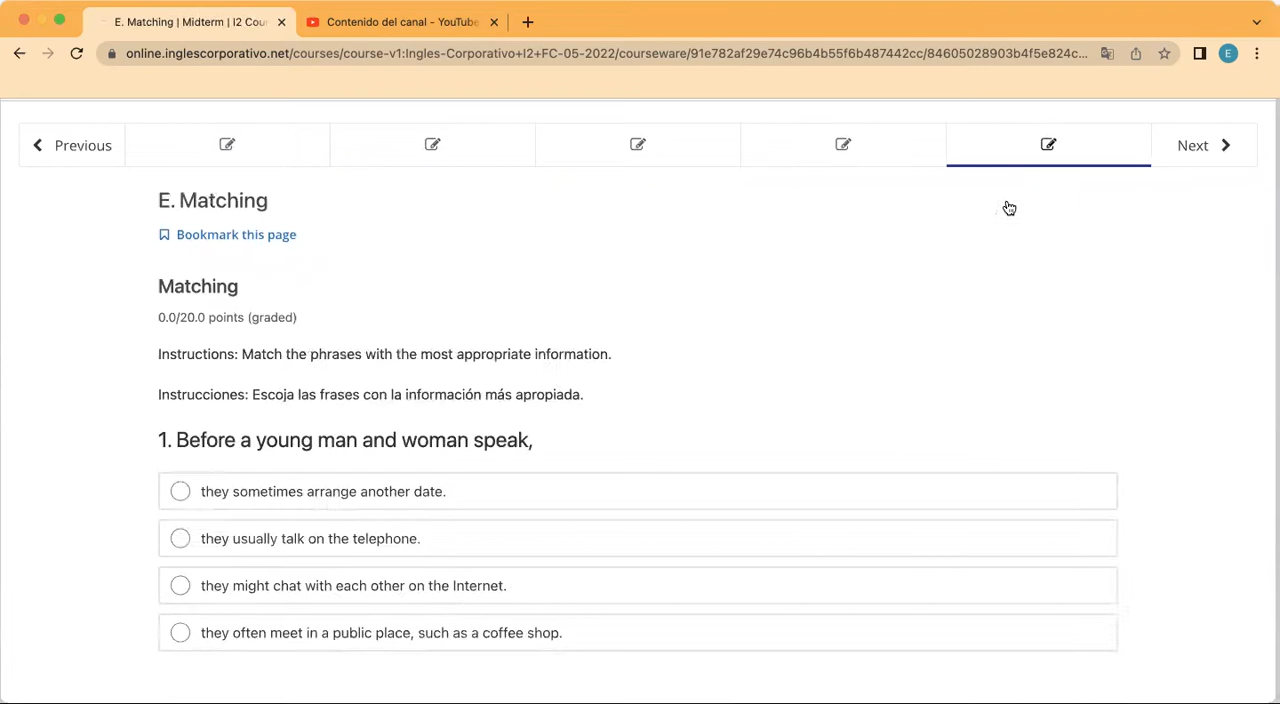 E. Matching | Midterm | I2 Cou
Contenido del canal - YouTube
online.inglescorporativo.net/courses/course-v1:Ingles-Corporativo+I2+FC-05-2022/courseware/91e782af29e74c96b4b55f6b487442cc/84605028903b4f5e824c...
E
Previous
Next
E. Matching
Bookmark this page
Matching
0.0/20.0 points (graded)
Instructions: Match the phrases with the most appropriate information.
Instrucciones: Escoja las frases con la información más apropiada.
1. Before a young man and woman speak,
they sometimes arrange another date.
they usually talk on the telephone.
they might chat with each other on the Internet.
they often meet in a public place, such as a coffee shop.